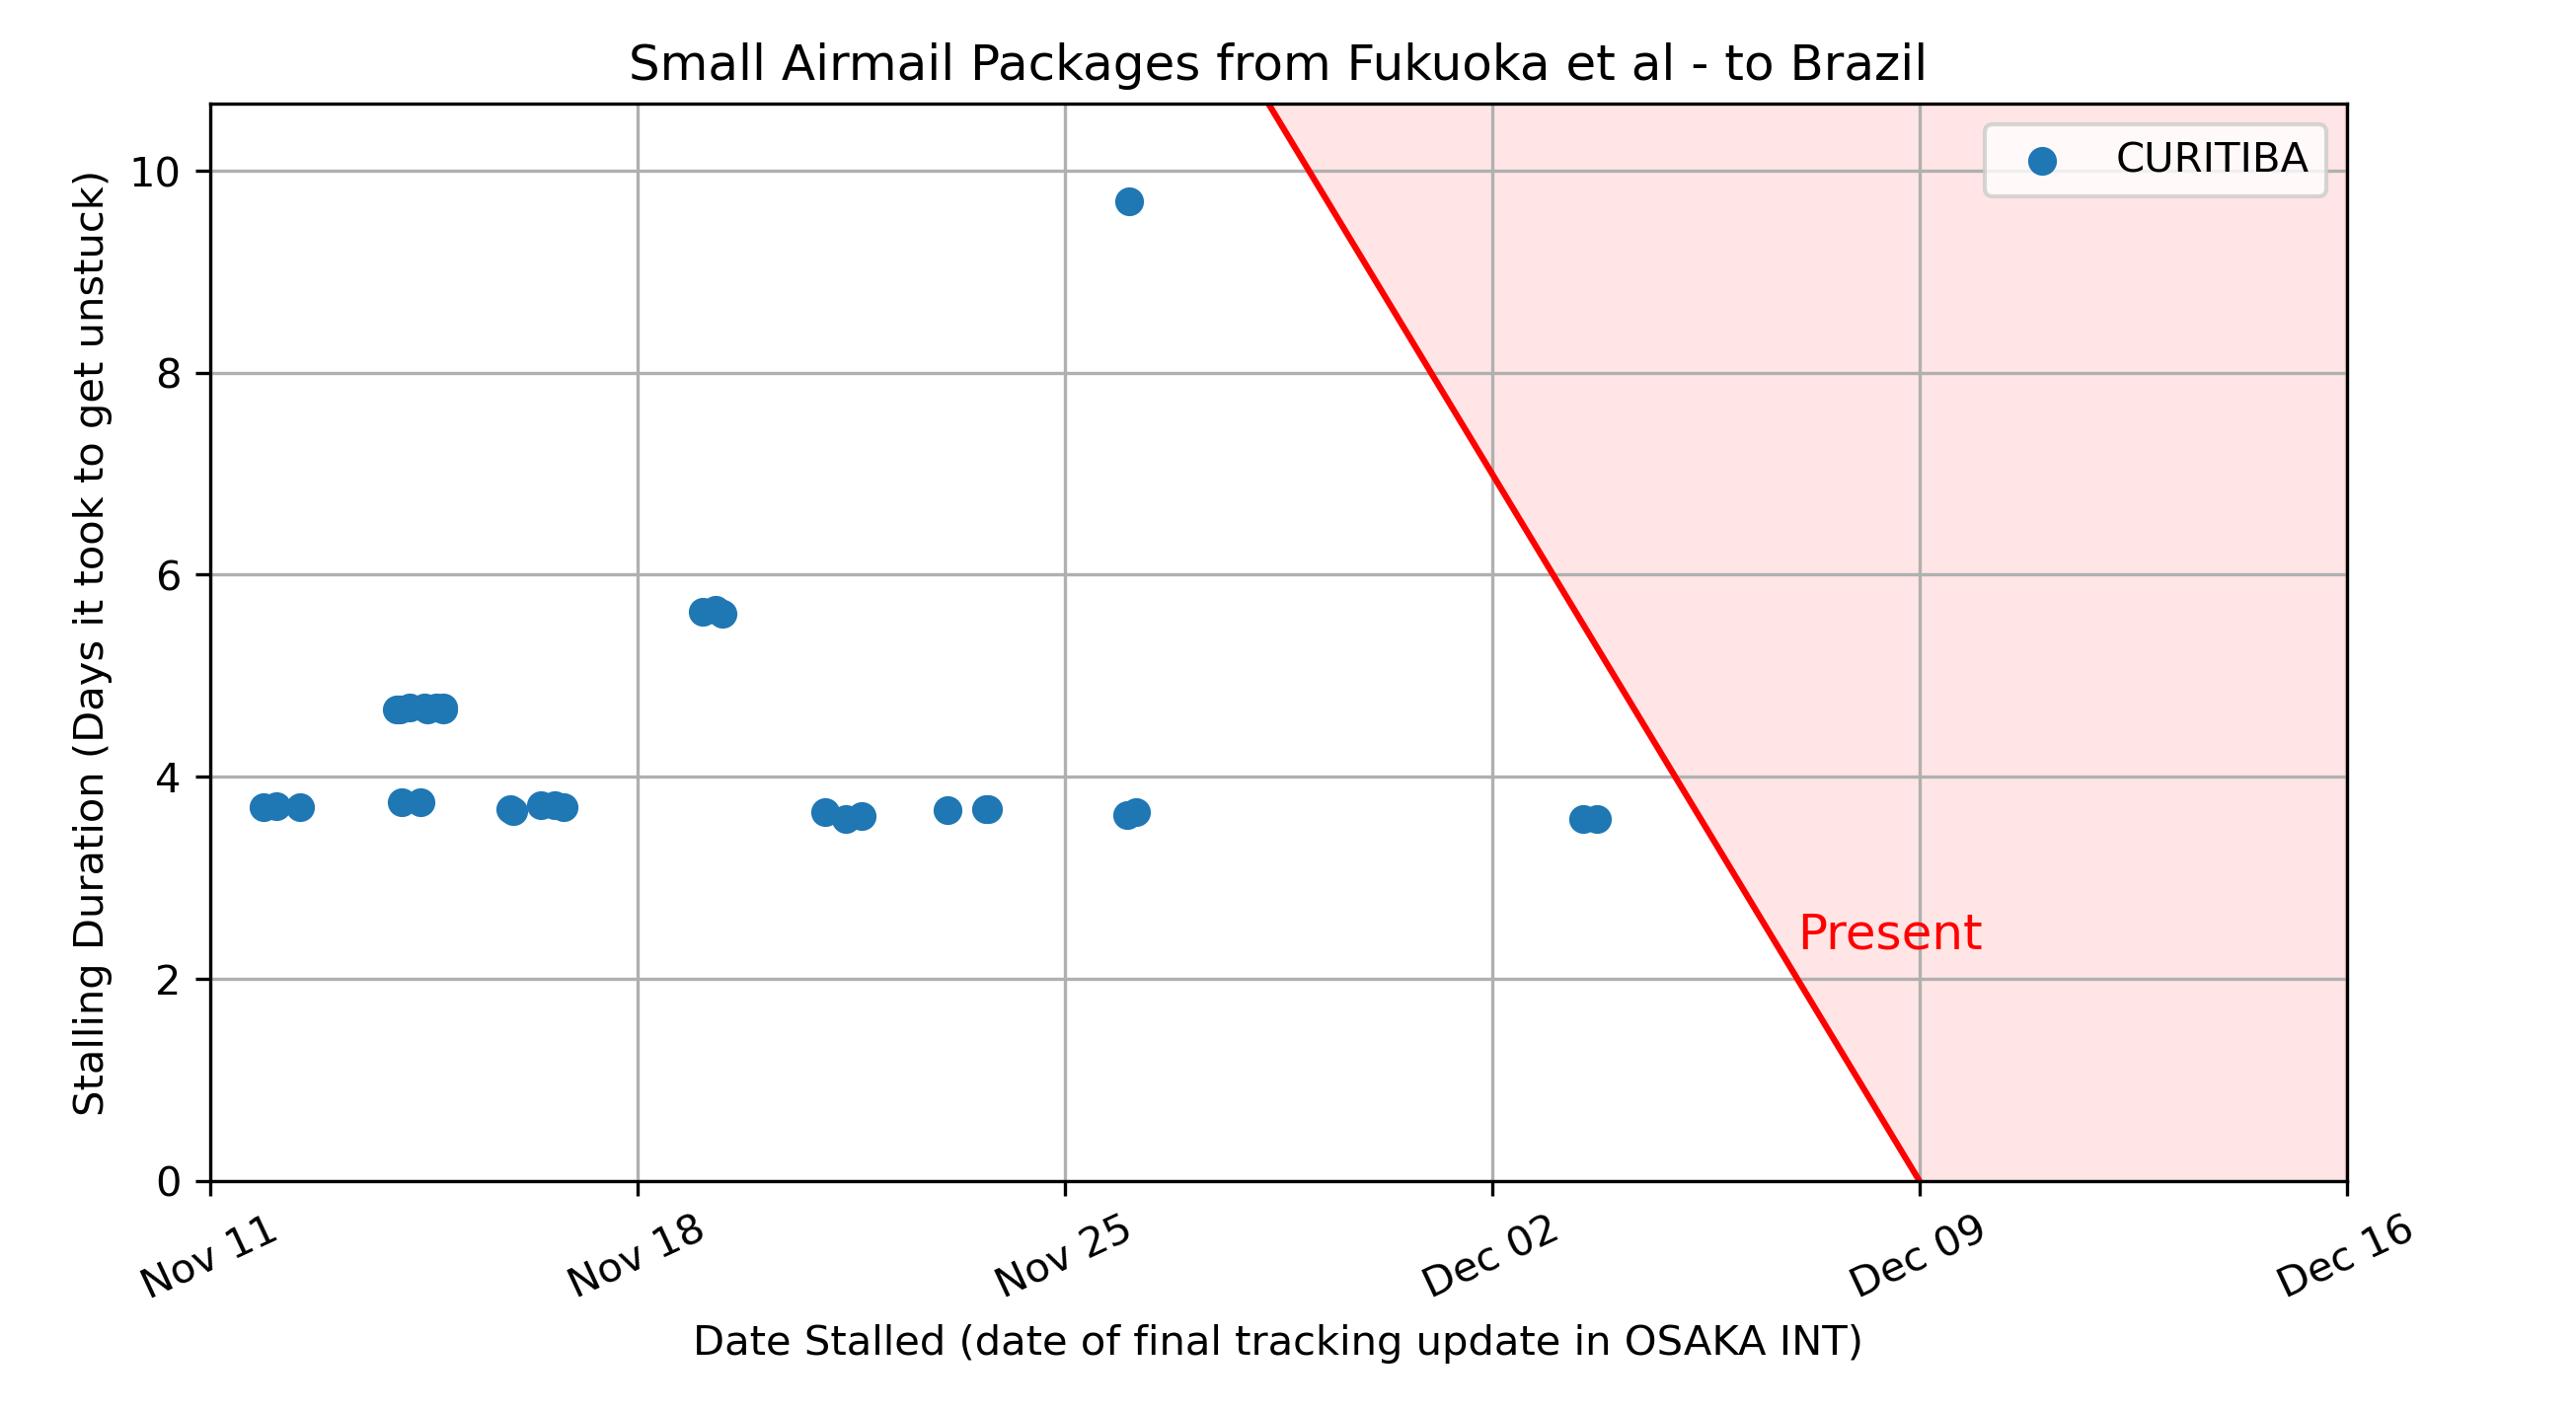 Small Airmail Packages from Fukuoka et al - to Brazil
CURITIBA
Stalling Duration (Days it took to get unstuck)
10
8
6
4
2
0
Present
Nov 11
Nov 18
Nov 25
Dec 02
Dec 09
Dec 16
Date Stalled (date of final tracking update in OSAKA INT)